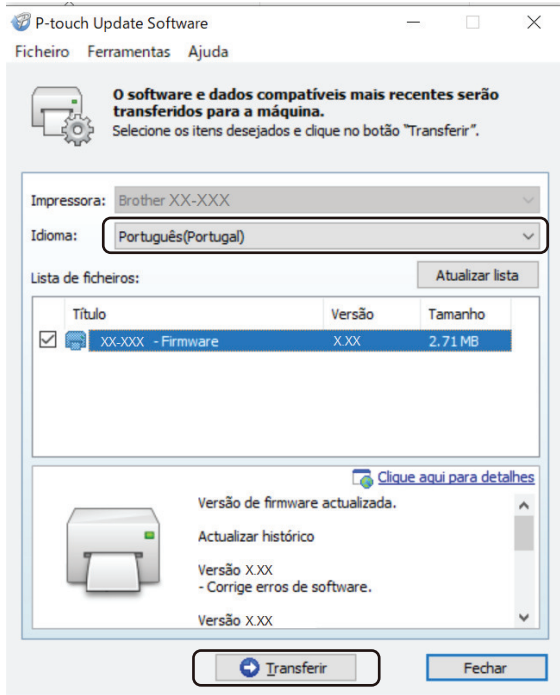 P-touch Update Software
Ficheiro Ferramentas Ajuda
O software e dados compatíveis mais recentes serão
transferidos para a máquina.
Selecione os itens desejados e clique no botão "Transferir".
Impressora: Brother XX-XXX
Idioma: Português(Portugal)
Lista de ficheiros: Atualizar lista
Título Versão Tamanho
XX-XXX - Firmware X.XX 2.71 MB
Clique aqui para detalhes
Versão de firmware actualizada.
Actualizar histórico
Versão X.XX
- Corrige erros de software.
Versão X.XX
Transferir Fechar